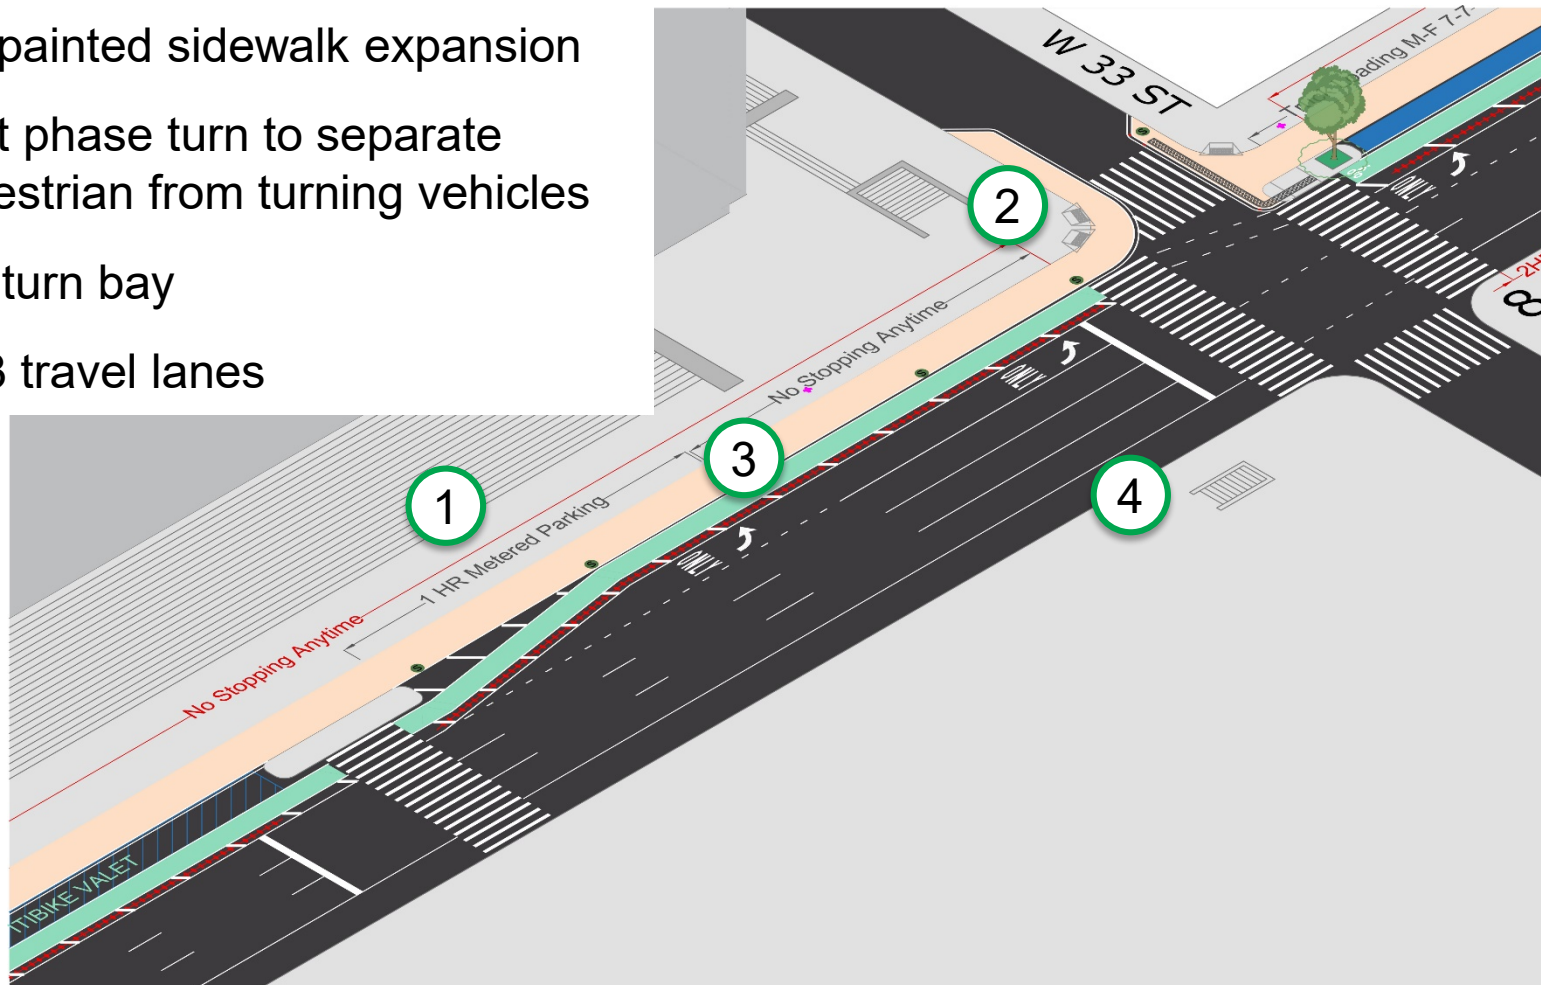 painted sidewalk expansion
t phase turn to separate
estrian from turning vehicles
turn bay
3 travel lanes
W 33 ST
ading M-F 7-7-
2
No Stopping Anytime
ONLY
ONLY
8
3
1
4
1 HR Metered Parking
ONLY
No Stopping Anytime
ITIBIKE VALET